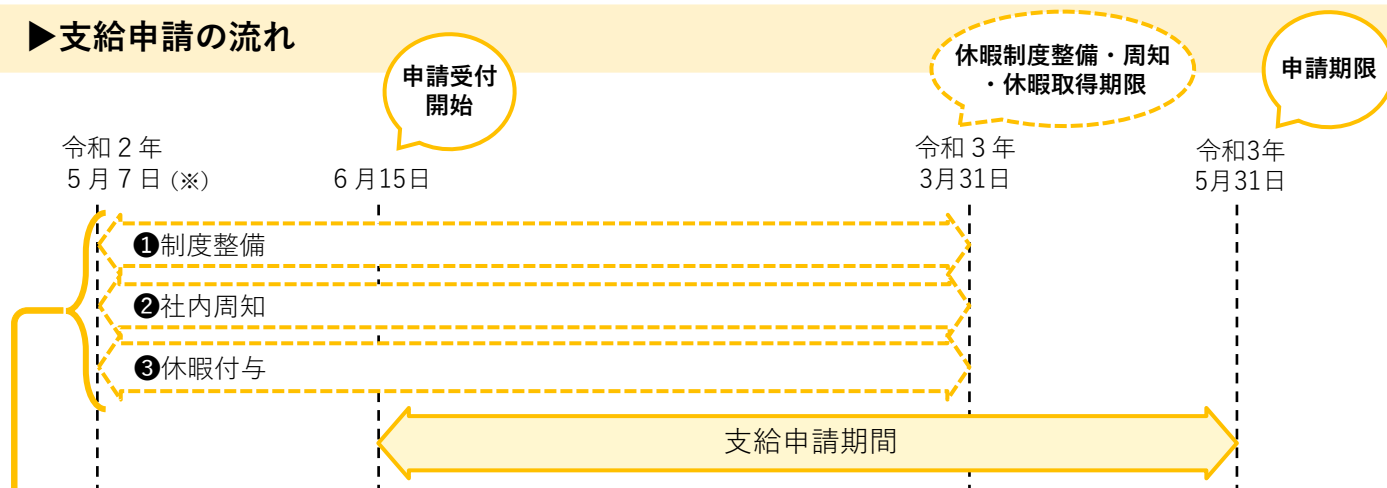 ▶支給申請の流れ
申請受付
開始
休暇制度整備・周知
・休暇取得期限
申請期限
令和２年
５月７日（※）
６月15日
令和３年
3月31日
令和3年
5月31日
❶制度整備
❷社内周知
❸休暇付与
支給申請期間